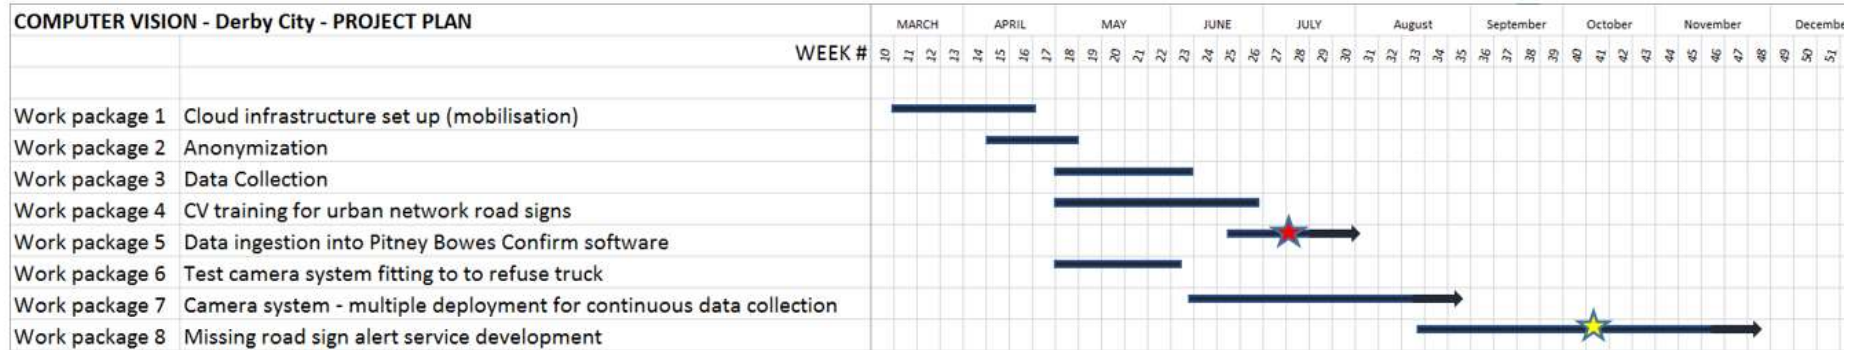 COMPUTER VISION - Derby City - PROJECT PLAN MARCH APRIL MAY JUNE JULY August September October November Decembe
WEEK # 10 11 12 13 14 15 16 17 18 19 20 21 22 23 24 25 26 27 28 29 30 31 32 33 34 35 36 37 38 39 40 41 42 43 44 45 46 47 48 49 50 51
Work package 1 Cloud infrastructure set up (mobilisation)
Work package 2 Anonymization
Work package 3 Data Collection
Work package 4 CV training for urban network road signs
Work package 5 Data ingestion into Pitney Bowes Confirm software
Work package 6 Test camera system fitting to to refuse truck
Work package 7 Camera system - multiple deployment for continuous data collection
Work package 8 Missing road sign alert service development